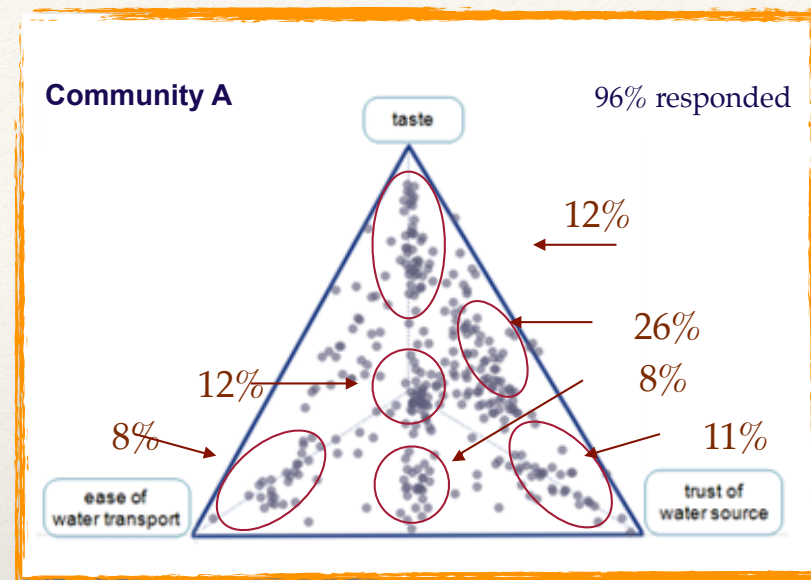 Community A
96% responded
taste
12%
26%
12%
8%
8%
11%
ease of
water transport
trust of
water source